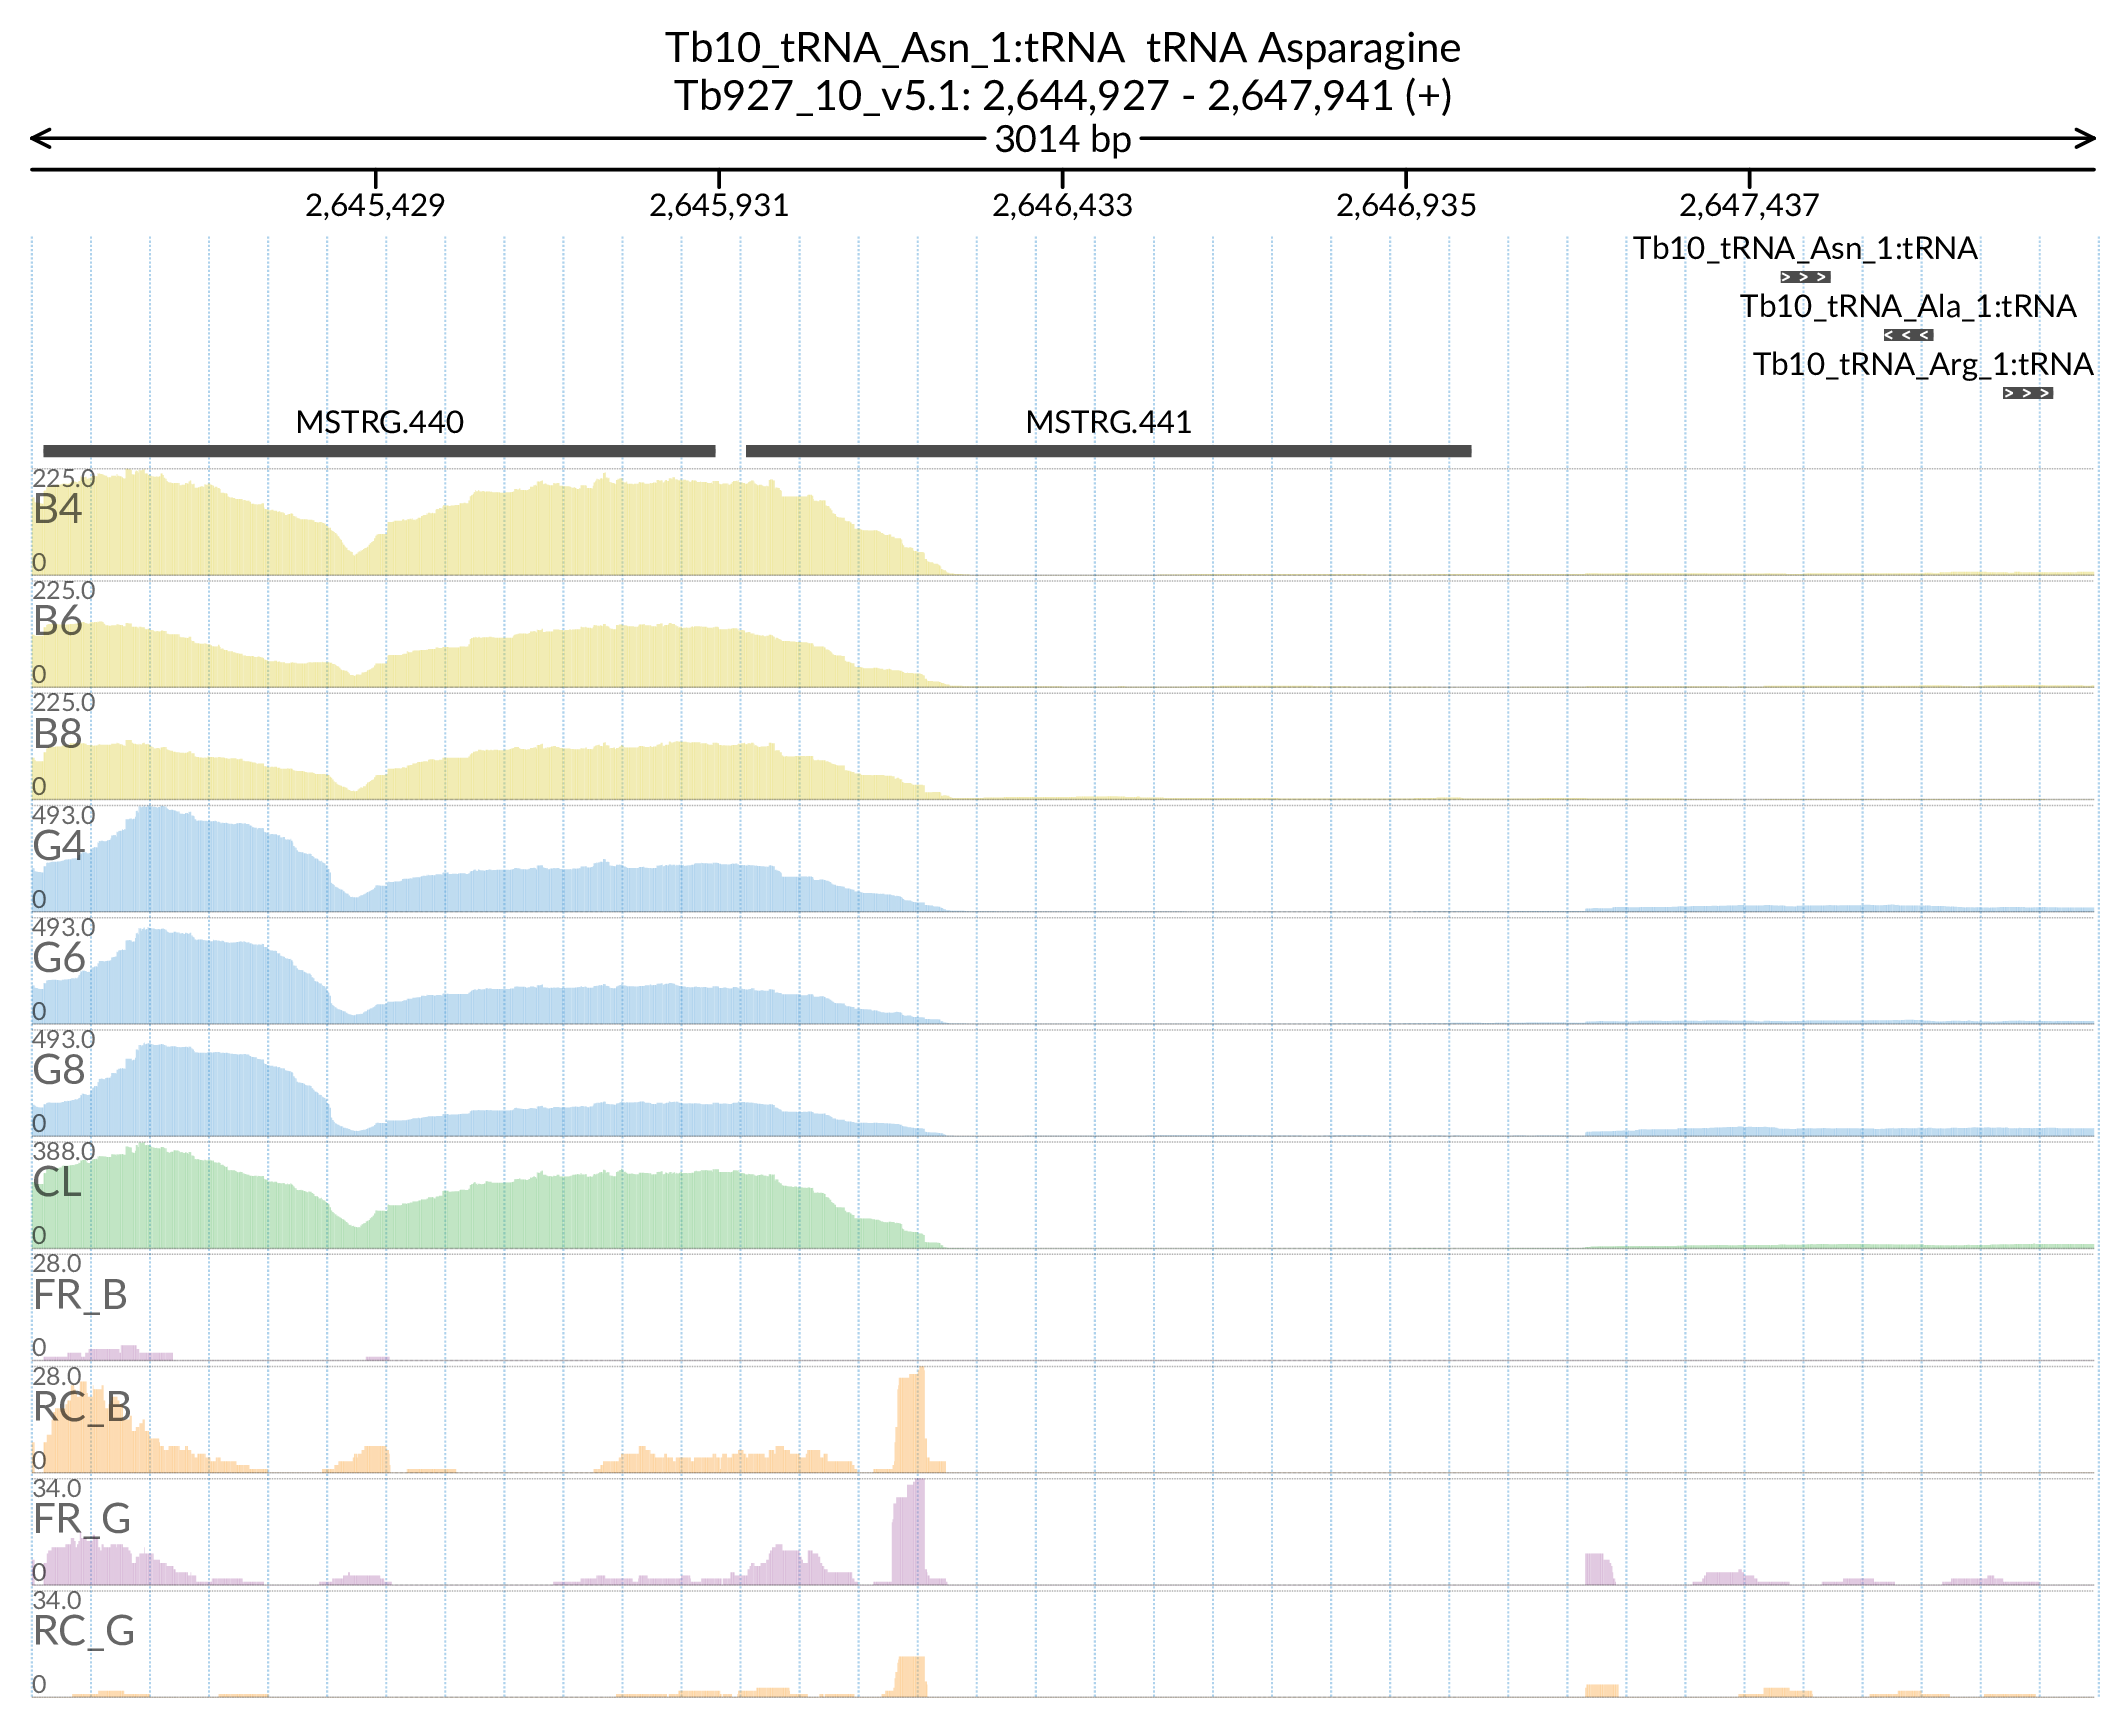 Tb10_tRNA_Asn_1:tRNA tRNA Asparagine
Tb927_10_v5.1: 2,644,927 - 2,647,941 (+)
3014 bp
2,645,429 2,645,931 2,646,433 2,646,935 2,647,437
Tb10_tRNA_Asn_1:tRNA
Tb10_tRNA_Ala_1:tRNA
Tb10_tRNA_Arg_1:tRNA
MSTRG.440 MSTRG.441
225.0
B4
0
225.0
B6
0
225.0
B8
0
493.0
G4
0
493.0
G6
0
493.0
G8
0
388.0
CL
0
28.0
FR_B
0
28.0
RC_B
0
34.0
FR_G
0
34.0
RC_G
0